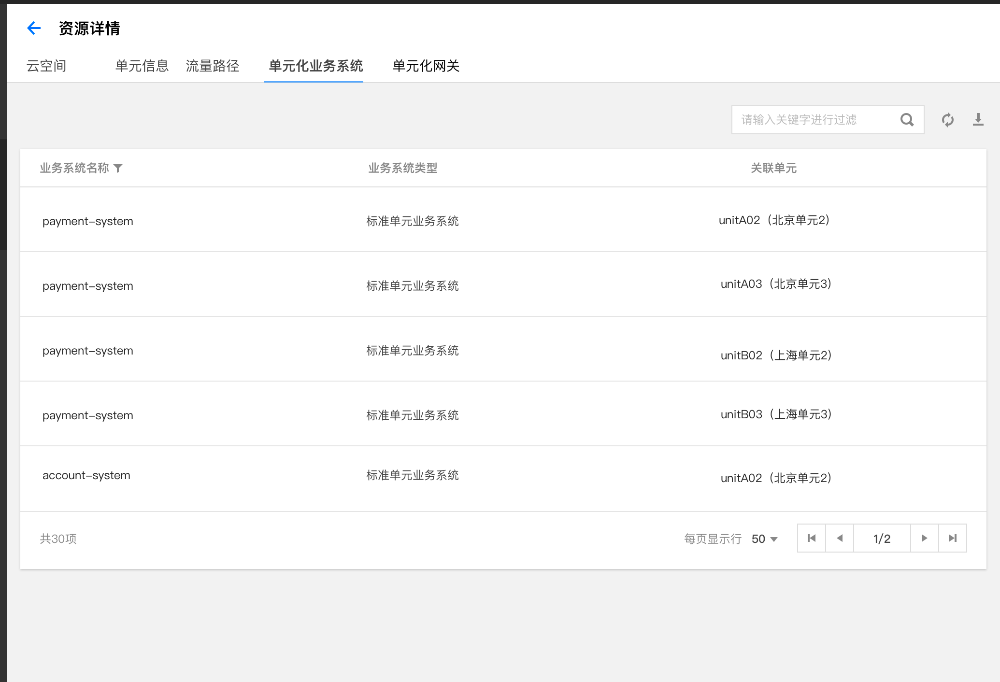 资源详情
云空间 单元信息 流量路径 单元化业务系统 单元化网关
请输入关键字进行过滤
业务系统名称 业务系统类型 关联单元
payment-system 标准单元业务系统 unitA02（北京单元2）
payment-system 标准单元业务系统 unitA03（北京单元3）
payment-system 标准单元业务系统 unitB02（上海单元2）
payment-system 标准单元业务系统 unitB03（上海单元3）
account-system 标准单元业务系统 unitA02（北京单元2）
共30项 每页显示行 50 1/2